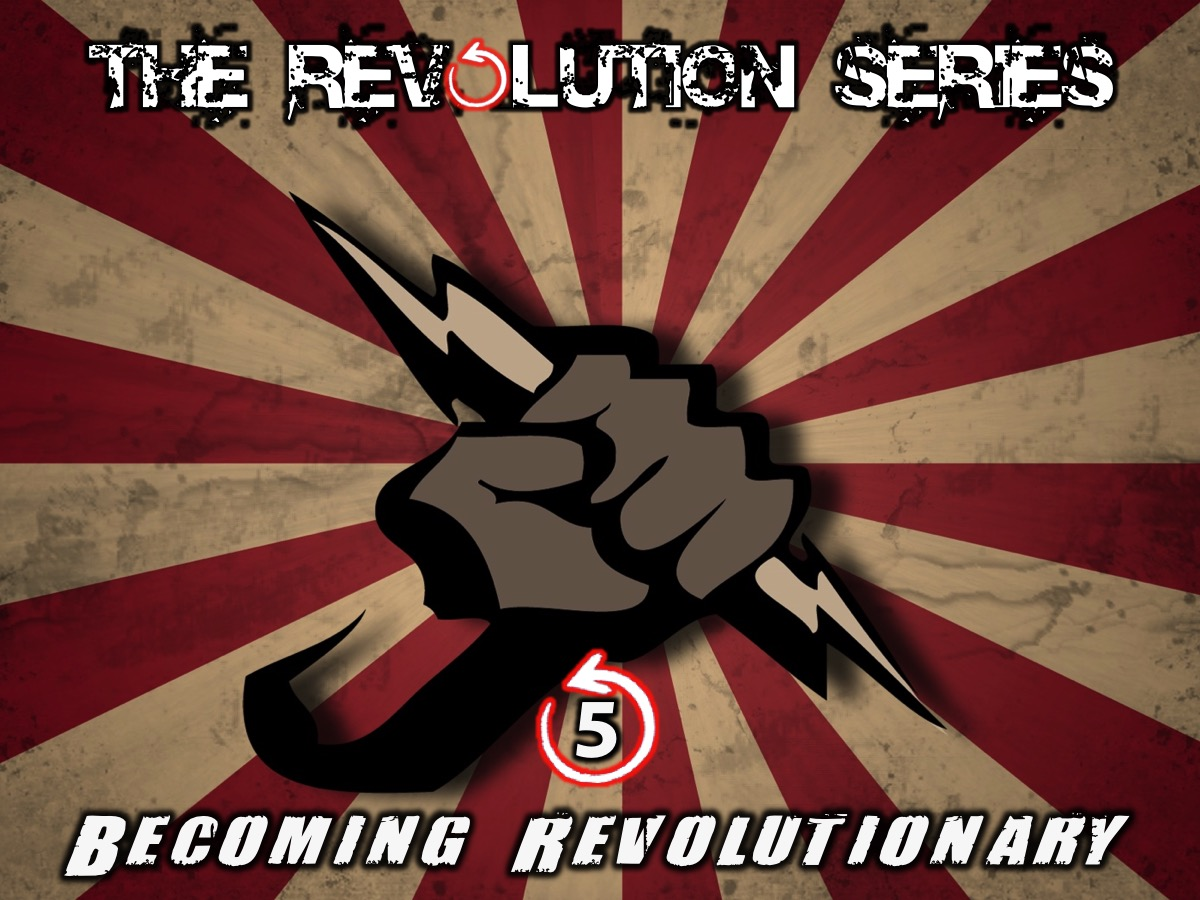 THE REVOLUTION SERIES
5
BECOMING REVOLUTIONARY